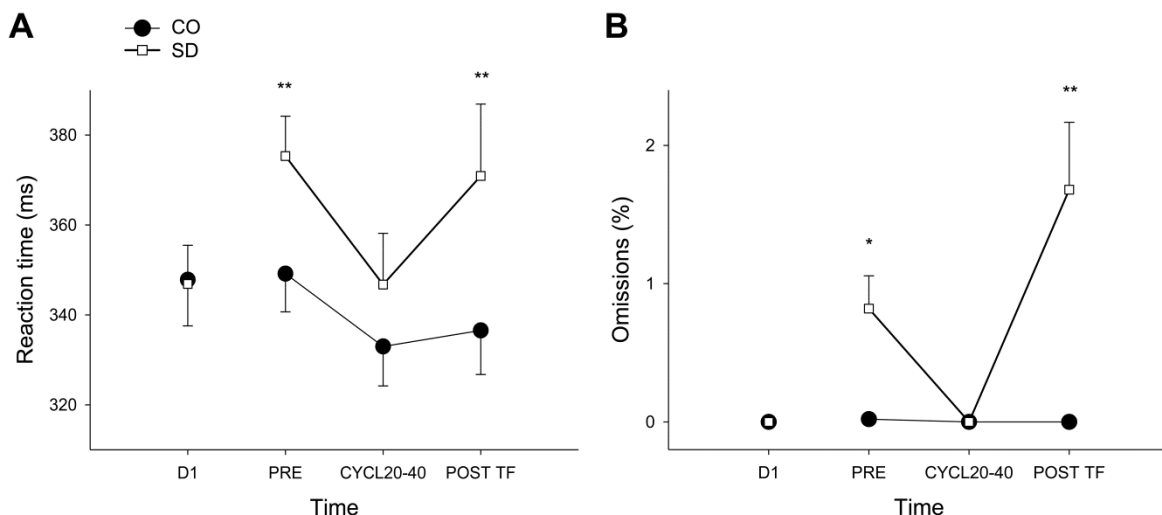 A
CO
SD
B
**
**
380
360
340
320
Reaction time (ms)
D1
PRE
CYCL20-40
POST TF
Time
**
*
2
1
0
Omissions (%)
D1
PRE
CYCL20-40
POST TF
Time